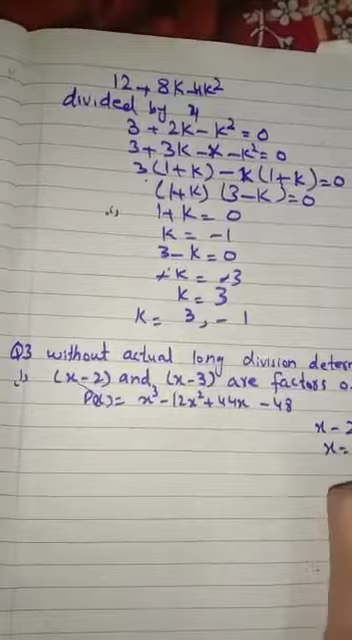 12 + 8k - 4k²
divided by 4
3 + 2k - k² = 0
3 + 3k - k - k² = 0
3(1+k) - k(1+k) = 0
(1+k) (3-k) = 0
1 + k = 0
k = -1
3 - k = 0
+k = +3
k = 3
k = 3, -1
Q3 without actual long division deter
(x-2) and (x-3) are factors o
P(x) = x³ - 12x² + 44x - 48
x - 2
x =